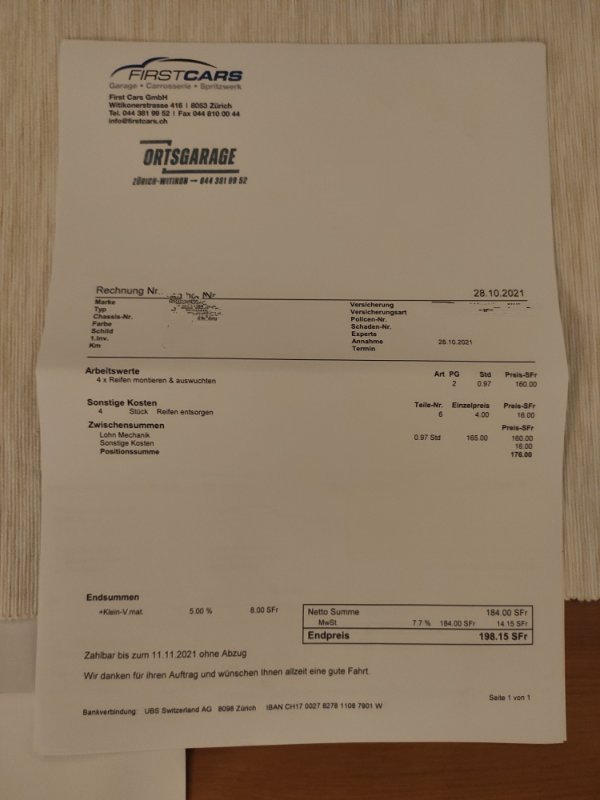 FIRSTCARS
Garage • Carrosserie • Spritzwerk
First Cars GmbH
Witikonerstrasse 416 | 8053 Zürich
Tel. 044 381 99 52 | Fax 044 810 00 44
info@firstcars.ch
ORTSGARAGE
ZÜRICH-WITIKON → 044 381 99 52
Rechnung Nr. 28.10.2021
Marke Versicherung
Typ Versicherungsart
Chassis-Nr. Policen-Nr.
Farbe Schaden-Nr.
Schild Experte
1.Inv. Annahme 28.10.2021
Km Termin
Arbeitswerte Art PG Std Preis-SFr
4 x Reifen montieren & auswuchten 2 0.97 160.00
Sonstige Kosten Teile-Nr. Einzelpreis Preis-SFr
4 Stück Reifen entsorgen 6 4.00 16.00
Zwischensummen Preis-SFr
Lohn Mechanik 0.97 Std 165.00 160.00
Sonstige Kosten 16.00
Positionssumme 176.00
Endsummen
+Klein-V.mat. 5.00 % 8.00 SFr Netto Summe 184.00 SFr
MwSt 7.7 % 184.00 SFr 14.15 SFr
Endpreis 198.15 SFr
Zahlbar bis zum 11.11.2021 ohne Abzug
Wir danken für ihren Auftrag und wünschen Ihnen allzeit eine gute Fahrt.
Seite 1 von 1
Bankverbindung: UBS Switzerland AG 8098 Zürich IBAN CH17 0027 8278 1108 7901 W